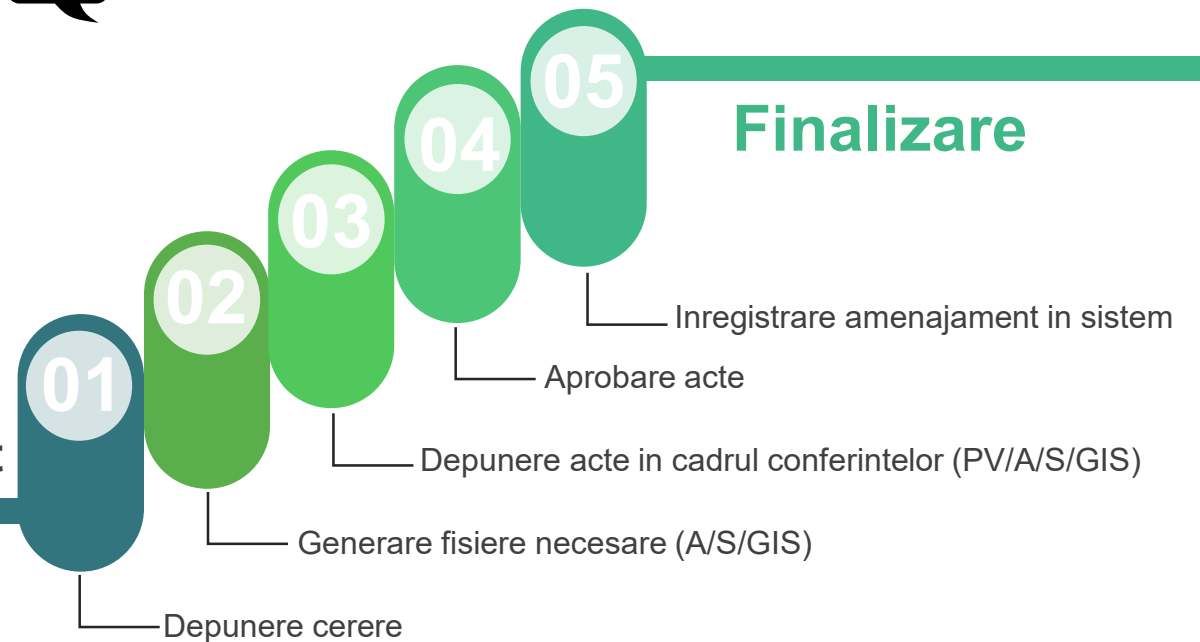 05
Finalizare
04
03
02
01
Inregistrare amenajament in sistem
Aprobare acte
Depunere acte in cadrul conferintelor (PV/A/S/GIS)
Generare fisiere necesare (A/S/GIS)
Depunere cerere